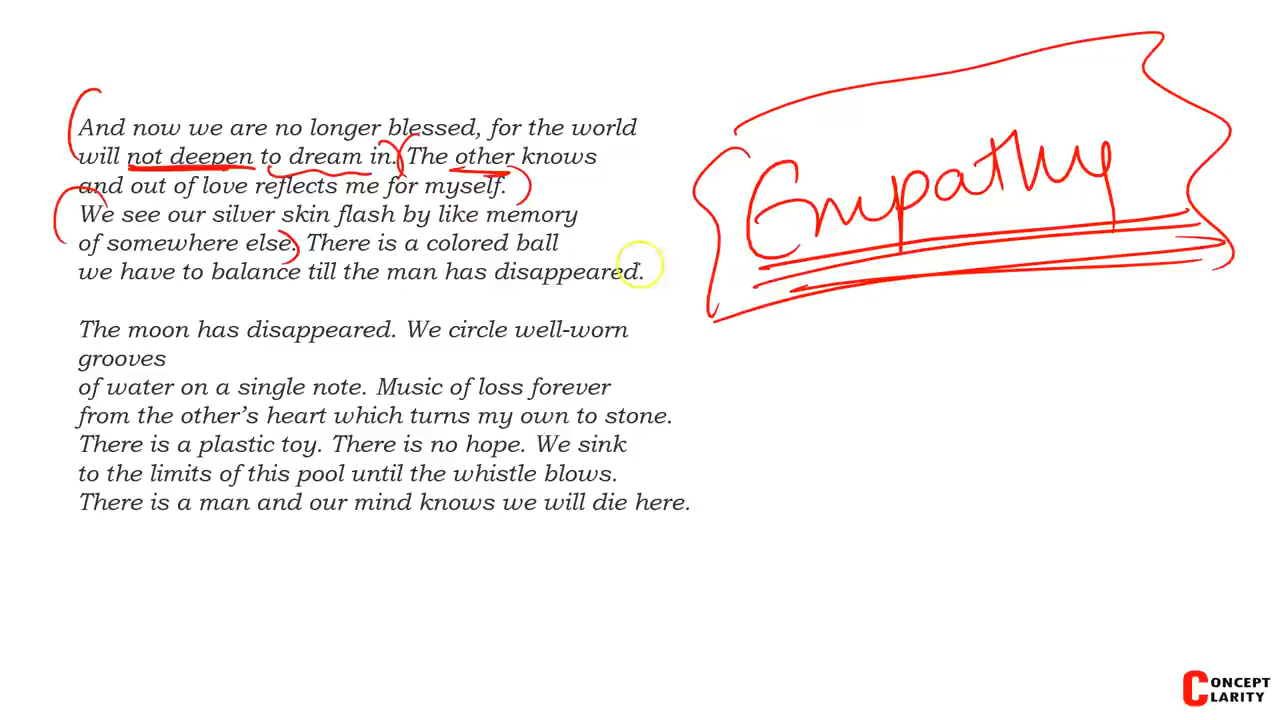 And now we are no longer blessed, for the world
will not deepen to dream in. The other knows
and out of love reflects me for myself.
We see our silver skin flash by like memory
of somewhere else. There is a colored ball
we have to balance till the man has disappeared.
The moon has disappeared. We circle well-worn
grooves
of water on a single note. Music of loss forever
from the other's heart which turns my own to stone.
There is a plastic toy. There is no hope. We sink
to the limits of this pool until the whistle blows.
There is a man and our mind knows we will die here.
Empathy
CONCEPT
CLARITY